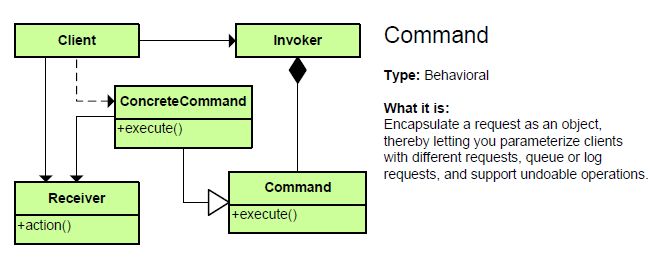 Client
Invoker
ConcreteCommand
+execute()
Receiver
+action()
Command
+execute()
Command
Type: Behavioral
What it is:
Encapsulate a request as an object,
thereby letting you parameterize clients
with different requests, queue or log
requests, and support undoable operations.